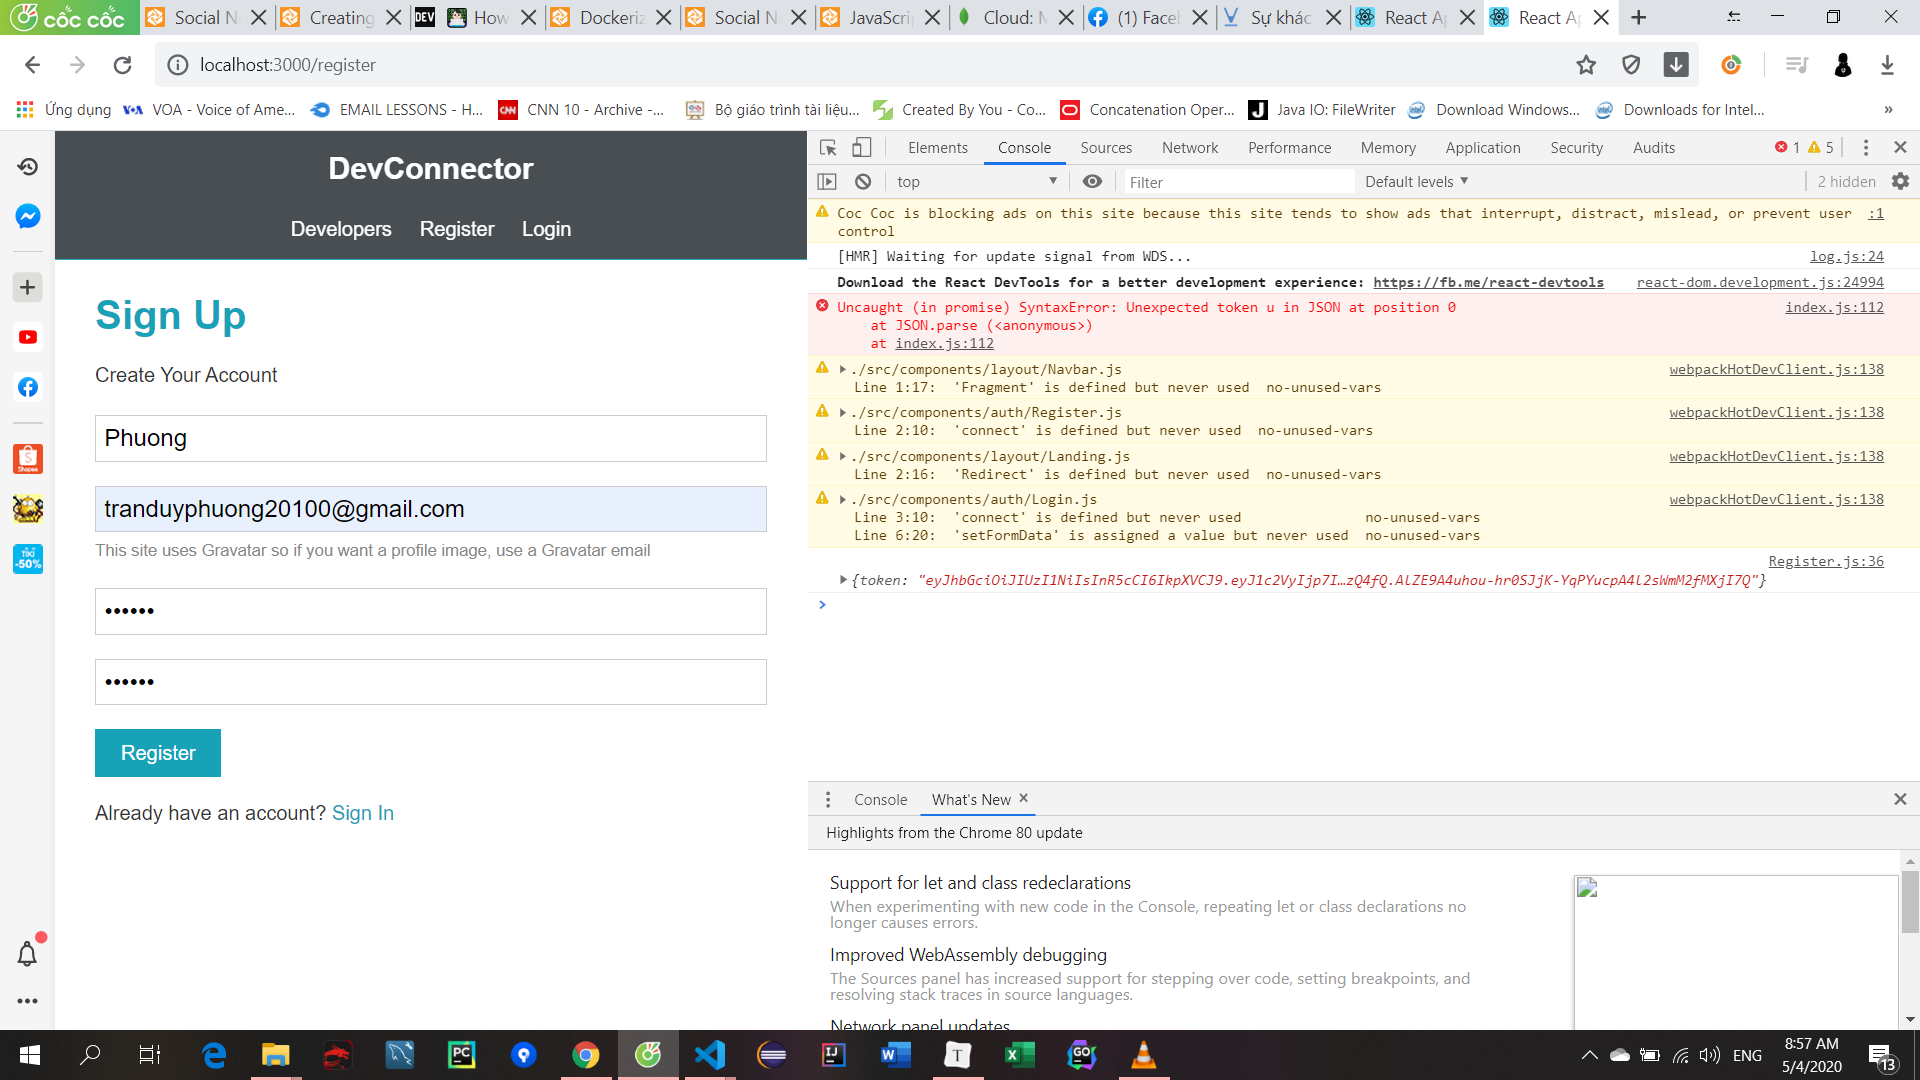 cốc cốc
Social N
Creating
DEV
How
Dockeriz
Social N
JavaScrip
Cloud: M
(1) Faceb
Sự khác
React Ap
React Ap
localhost:3000/register
Ứng dụng
VOA
VOA - Voice of Ame...
EMAIL LESSONS - H...
CNN
CNN 10 - Archive -...
Bộ giáo trình tài liệu...
Created By You - Co...
Concatenation Oper...
J
Java IO: FileWriter
Download Windows...
Downloads for Intel...
»
DevConnector
Developers Register Login
Sign Up
Create Your Account
Phuong
tranduyphuong20100@gmail.com
This site uses Gravatar so if you want a profile image, use a Gravatar email
••••••
••••••
Register
Already have an account? Sign In
Shopee
TIKI
-50%
Elements Console Sources Network Performance Memory Application Security Audits 1 5
top Filter Default levels 2 hidden
Coc Coc is blocking ads on this site because this site tends to show ads that interrupt, distract, mislead, or prevent user :1
control
[HMR] Waiting for update signal from WDS... log.js:24
Download the React DevTools for a better development experience: https://fb.me/react-devtools react-dom.development.js:24994
Uncaught (in promise) SyntaxError: Unexpected token u in JSON at position 0 index.js:112
at JSON.parse (<anonymous>)
at index.js:112
./src/components/layout/Navbar.js webpackHotDevClient.js:138
Line 1:17: 'Fragment' is defined but never used no-unused-vars
./src/components/auth/Register.js webpackHotDevClient.js:138
Line 2:10: 'connect' is defined but never used no-unused-vars
./src/components/layout/Landing.js webpackHotDevClient.js:138
Line 2:16: 'Redirect' is defined but never used no-unused-vars
./src/components/auth/Login.js webpackHotDevClient.js:138
Line 3:10: 'connect' is defined but never used no-unused-vars
Line 6:20: 'setFormData' is assigned a value but never used no-unused-vars
Register.js:36
{token: "eyJhbGciOiJIUzI1NiIsInR5cCI6IkpXVCJ9.eyJ1c2VyIjp7I…zQ4fQ.AlZE9A4uhou-hr0SJjK-YqPYucpA4l2sWmM2fMXjI7Q"}
Console What's New
Highlights from the Chrome 80 update
Support for let and class redeclarations
When experimenting with new code in the Console, repeating let or class declarations no
longer causes errors.
Improved WebAssembly debugging
The Sources panel has increased support for stepping over code, setting breakpoints, and
resolving stack traces in source languages.
Network panel updates
PC
IJ
W
T
X
GO
ENG
8:57 AM
5/4/2020
13